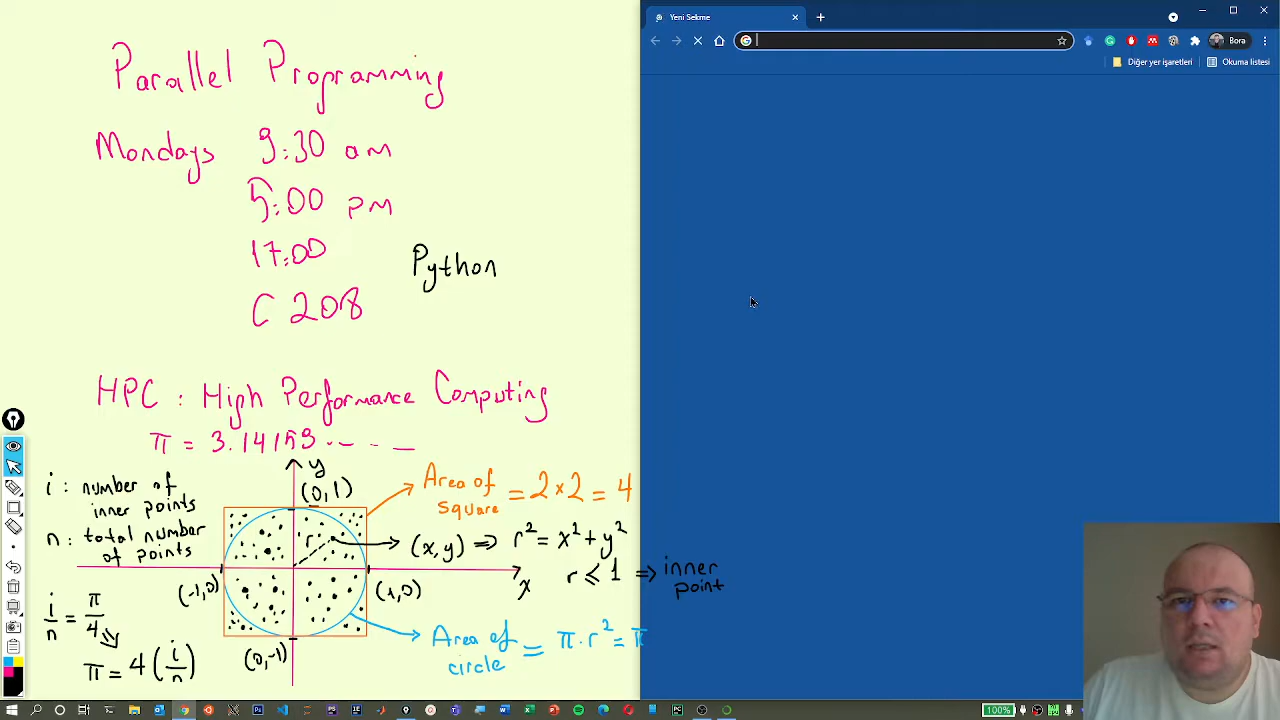 Parallel Programming
Mondays 9:30 am
5:00 pm
17:00
Python
C 208
HPC : High Performance Computing
π = 3.14159 - - - -
i : number of
inner points
n : total number
of points
i/n = π/4
π = 4 (i/n)
y
(0,1)
r
(-1,0)
(1,0)
x
(0,-1)
Area of
square = 2×2 = 4
(x,y) ⇒ r² = x² + y²
r ≤ 1 ⇒ inner
point
Area of
circle = π·r² = π
Yeni Sekme
Bora
Diğer yer işaretleri
Okuma listesi
100%